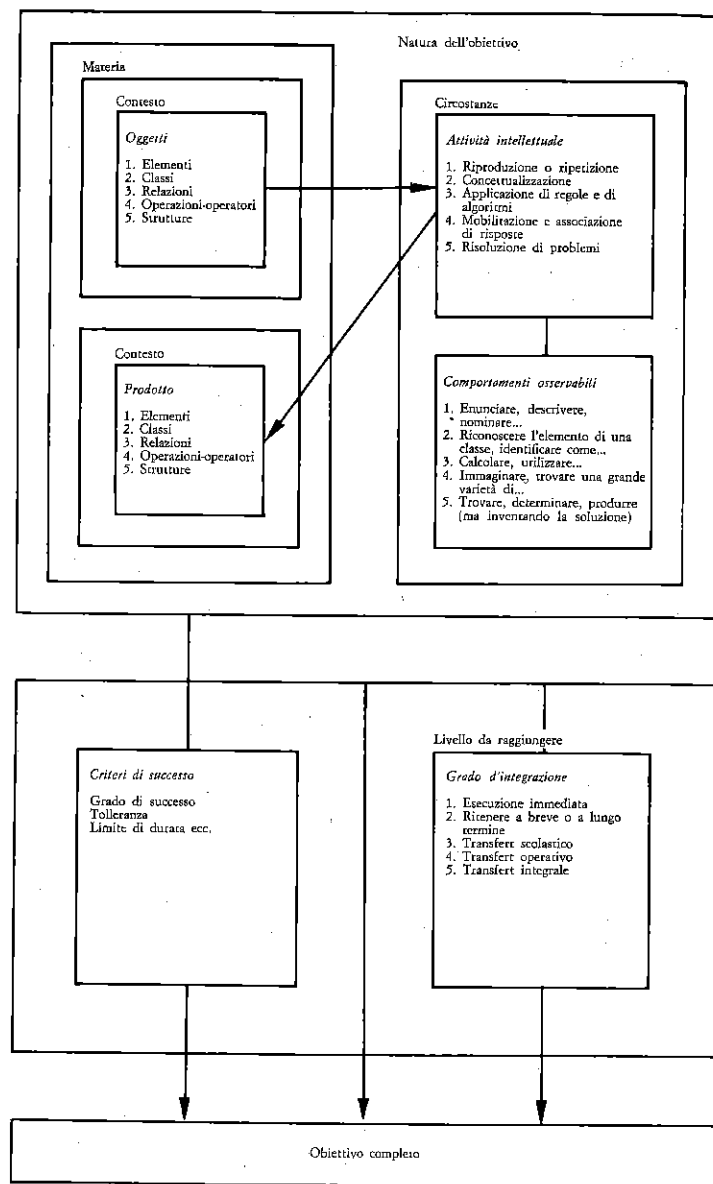 Natura dell'obiettivo
Materia
Contesto
Oggetti
1. Elementi
2. Classi
3. Relazioni
4. Operazioni-operatori
5. Strutture
Contesto
Prodotto
1. Elementi
2. Classi
3. Relazioni
4. Operazioni-operatori
5. Strutture
Circostanze
Attività intellettuale
1. Riproduzione o ripetizione
2. Concettualizzazione
3. Applicazione di regole e di
algoritmi
4. Mobilitazione e associazione
di risposte
5. Risoluzione di problemi
Comportamenti osservabili
1. Enunciare, descrivere,
nominare...
2. Riconoscere l'elemento di una
classe, identificare come...
3. Calcolare, utilizzare...
4. Immaginare, trovare una grande
varietà di...
5. Trovare, determinare, produrre
(ma inventando la soluzione)
Criteri di successo
Grado di successo
Tolleranza
Limite di durata ecc.
Livello da raggiungere
Grado d'integrazione
1. Esecuzione immediata
2. Ritenere a breve o a lungo
termine
3. Transfert scolastico
4. Transfert operativo
5. Transfert integrale
Obiettivo completo